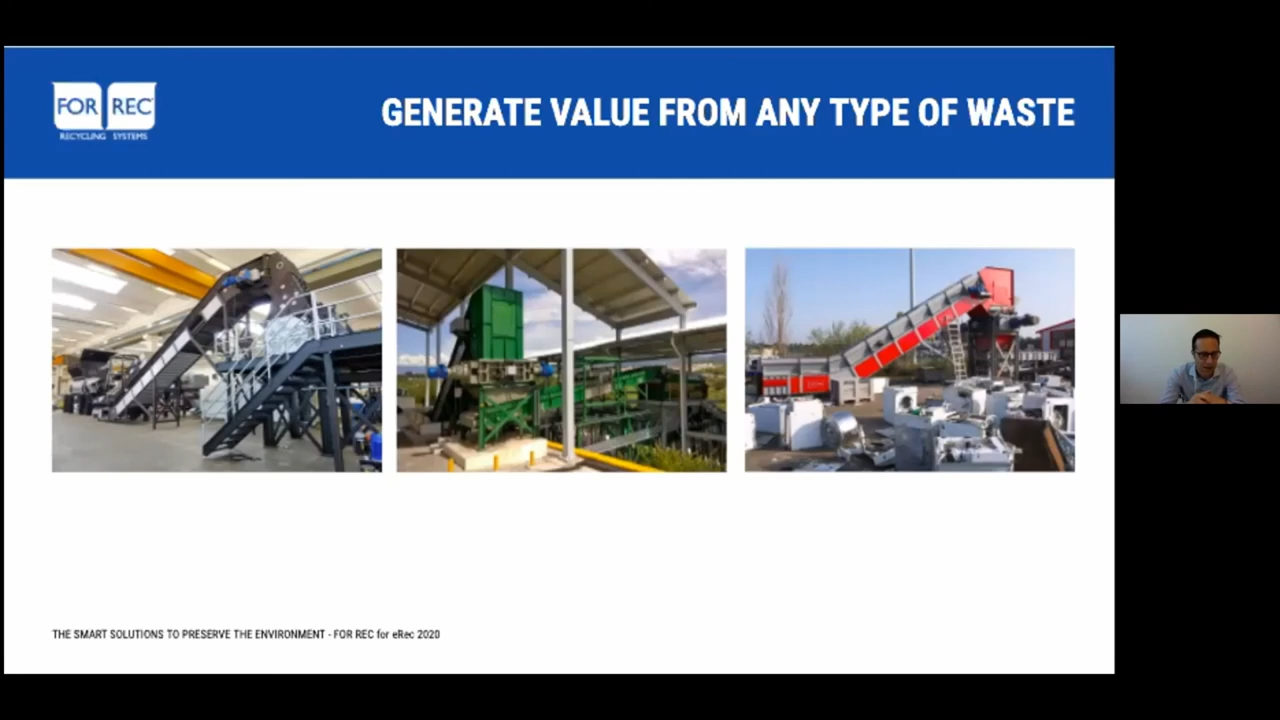 FOR REC
RECYCLING SYSTEMS
GENERATE VALUE FROM ANY TYPE OF WASTE
THE SMART SOLUTIONS TO PRESERVE THE ENVIRONMENT - FOR REC for eRec 2020